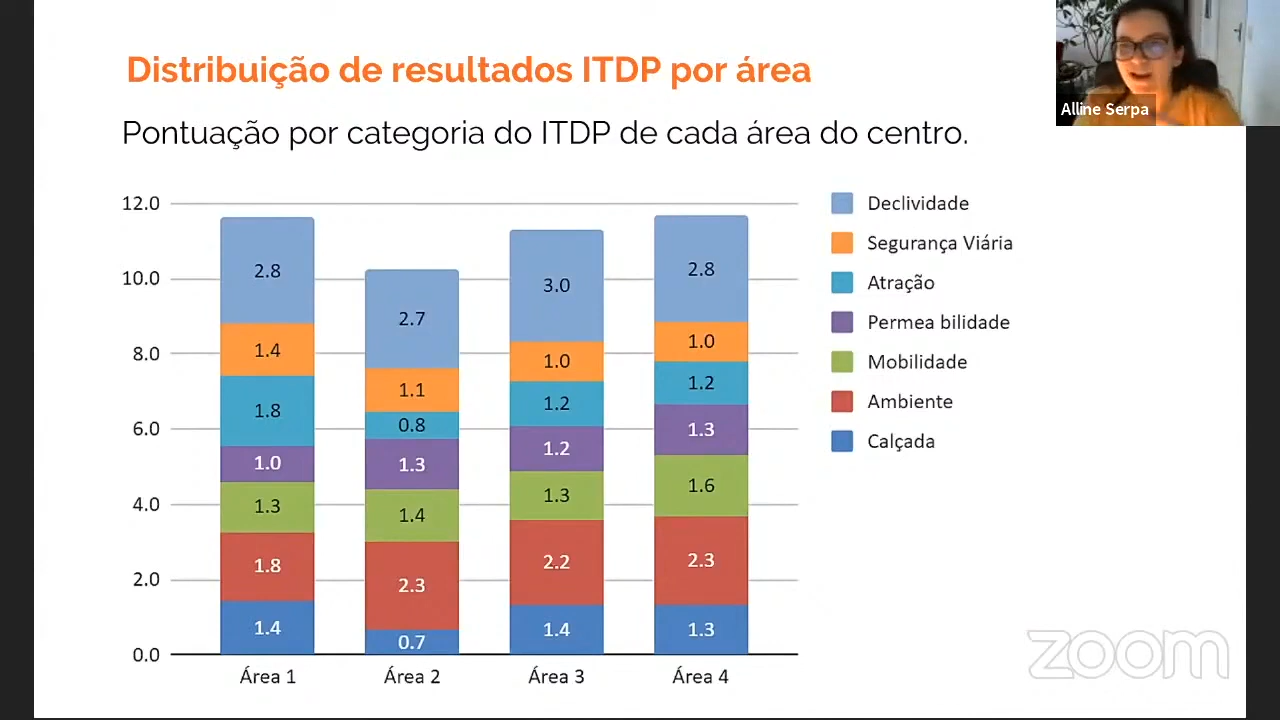 Distribuição de resultados ITDP por área
Alline Serpa
Pontuação por categoria do ITDP de cada área do centro.
12.0
10.0
8.0
6.0
4.0
2.0
0.0
2.8
1.4
1.8
1.0
1.3
1.8
1.4
2.7
1.1
0.8
1.3
1.4
2.3
0.7
3.0
1.0
1.2
1.2
1.3
2.2
1.4
2.8
1.0
1.2
1.3
1.6
2.3
1.3
Área 1
Área 2
Área 3
Área 4
Declividade
Segurança Viária
Atração
Permea bilidade
Mobilidade
Ambiente
Calçada
zoom